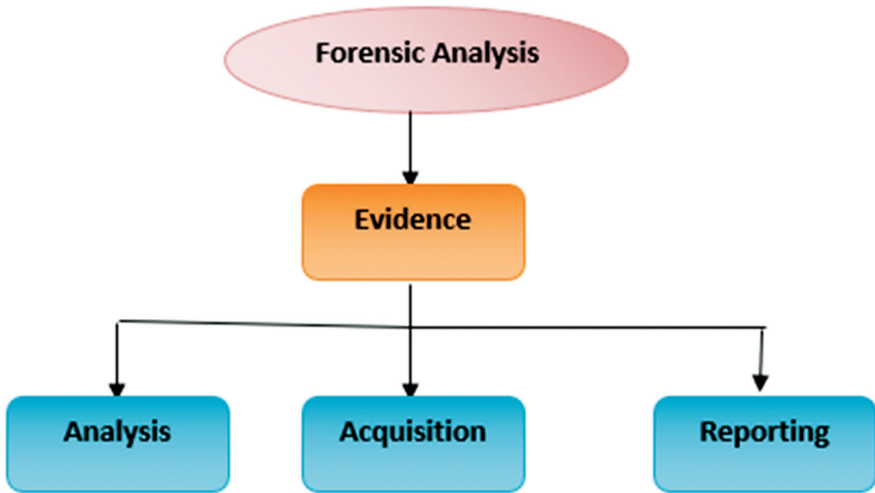 Forensic Analysis
Evidence
Analysis
Acquisition
Reporting